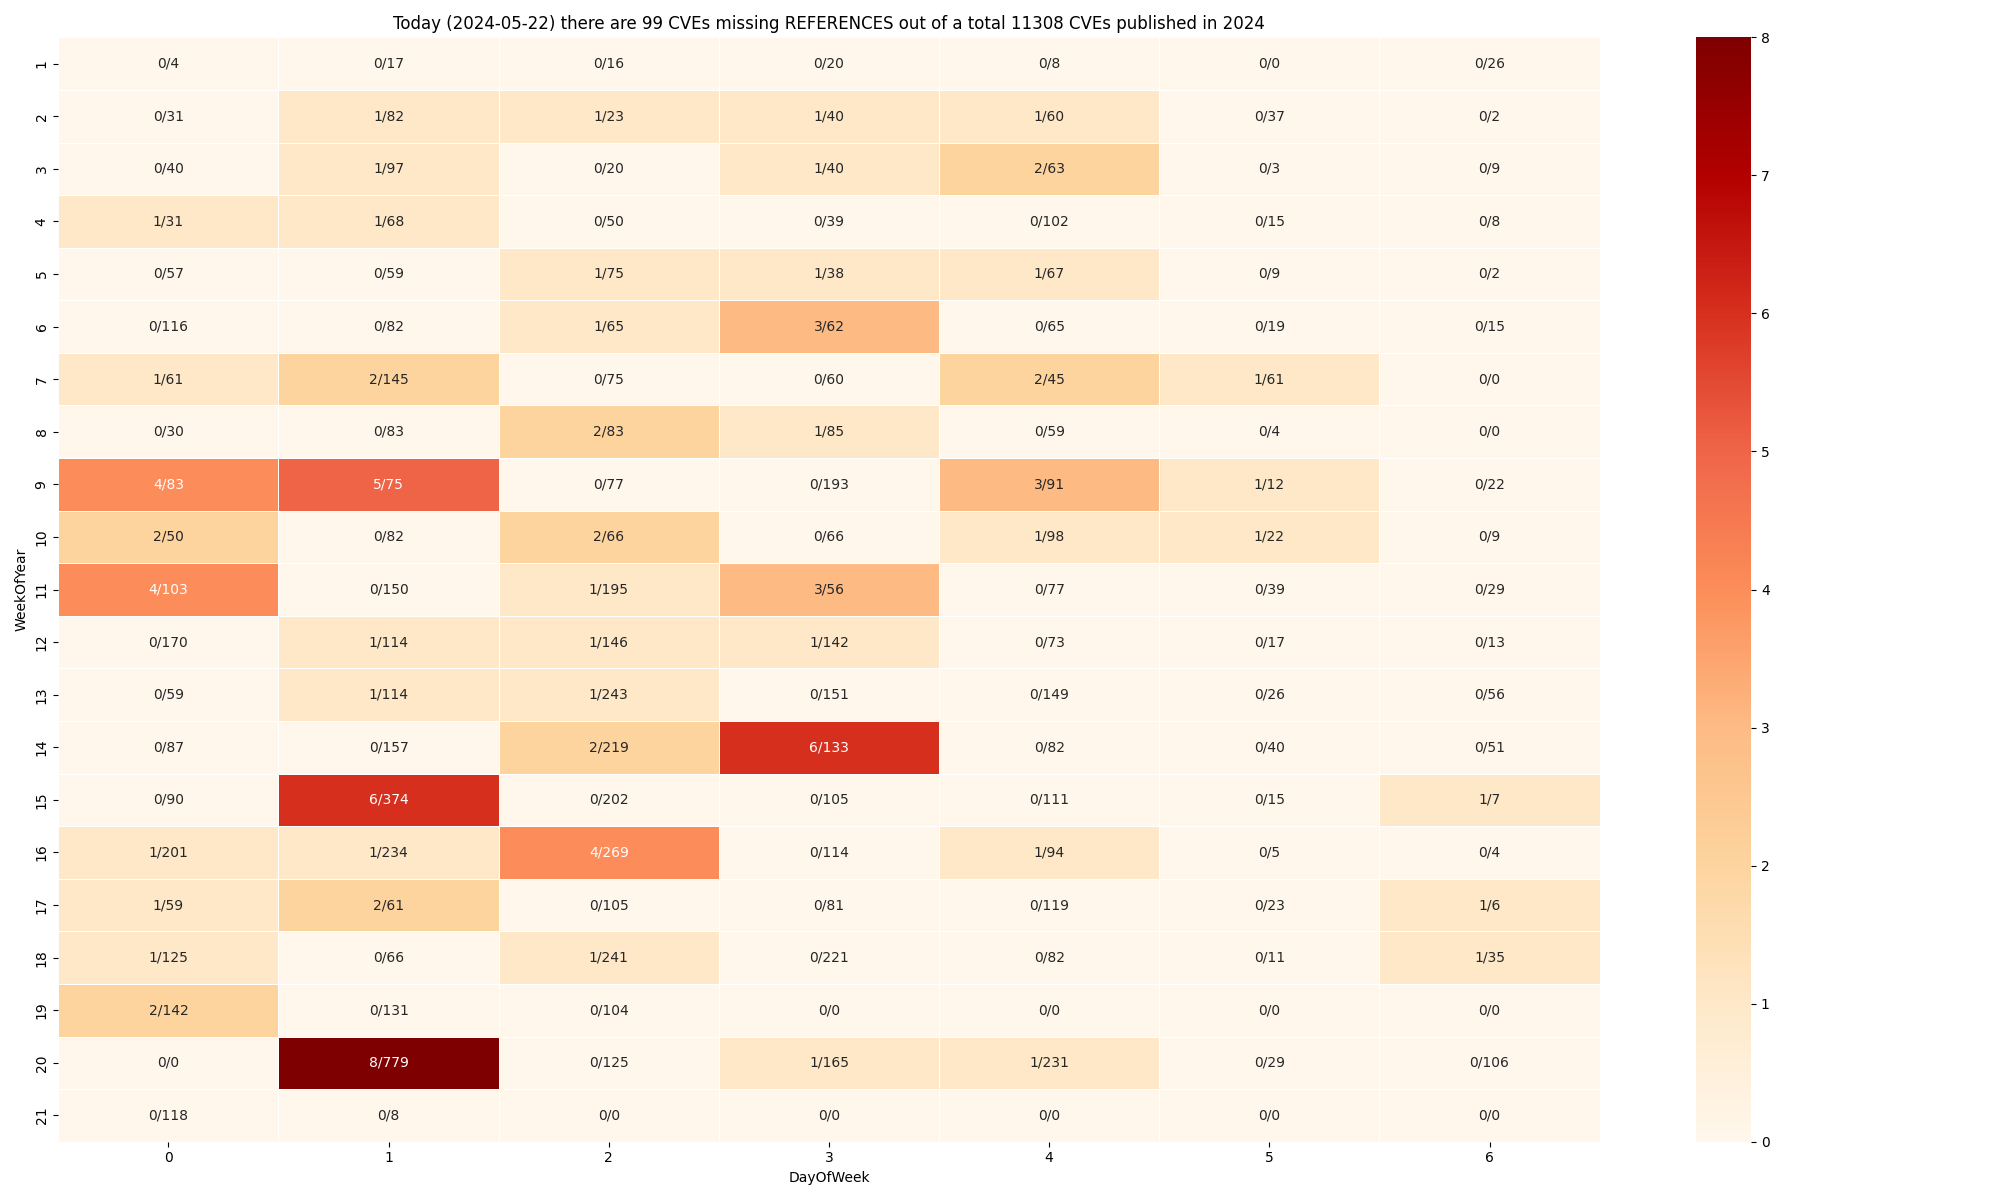 Today (2024-05-22) there are 99 CVEs missing REFERENCES out of a total 11308 CVEs published in 2024
1 0/4 0/17 0/16 0/20 0/8 0/0 0/26
2 0/31 1/82 1/23 1/40 1/60 0/37 0/2
3 0/40 1/97 0/20 1/40 2/63 0/3 0/9
4 1/31 1/68 0/50 0/39 0/102 0/15 0/8
5 0/57 0/59 1/75 1/38 1/67 0/9 0/2
6 0/116 0/82 1/65 3/62 0/65 0/19 0/15
7 1/61 2/145 0/75 0/60 2/45 1/61 0/0
8 0/30 0/83 2/83 1/85 0/59 0/4 0/0
9 4/83 5/75 0/77 0/193 3/91 1/12 0/22
10 2/50 0/82 2/66 0/66 1/98 1/22 0/9
11 4/103 0/150 1/195 3/56 0/77 0/39 0/29
12 0/170 1/114 1/146 1/142 0/73 0/17 0/13
13 0/59 1/114 1/243 0/151 0/149 0/26 0/56
14 0/87 0/157 2/219 6/133 0/82 0/40 0/51
15 0/90 6/374 0/202 0/105 0/111 0/15 1/7
16 1/201 1/234 4/269 0/114 1/94 0/5 0/4
17 1/59 2/61 0/105 0/81 0/119 0/23 1/6
18 1/125 0/66 1/241 0/221 0/82 0/11 1/35
19 2/142 0/131 0/104 0/0 0/0 0/0 0/0
20 0/0 8/779 0/125 1/165 1/231 0/29 0/106
21 0/118 0/8 0/0 0/0 0/0 0/0 0/0
0 1 2 3 4 5 6
DayOfWeek
WeekOfYear
8
7
6
5
4
3
2
1
0